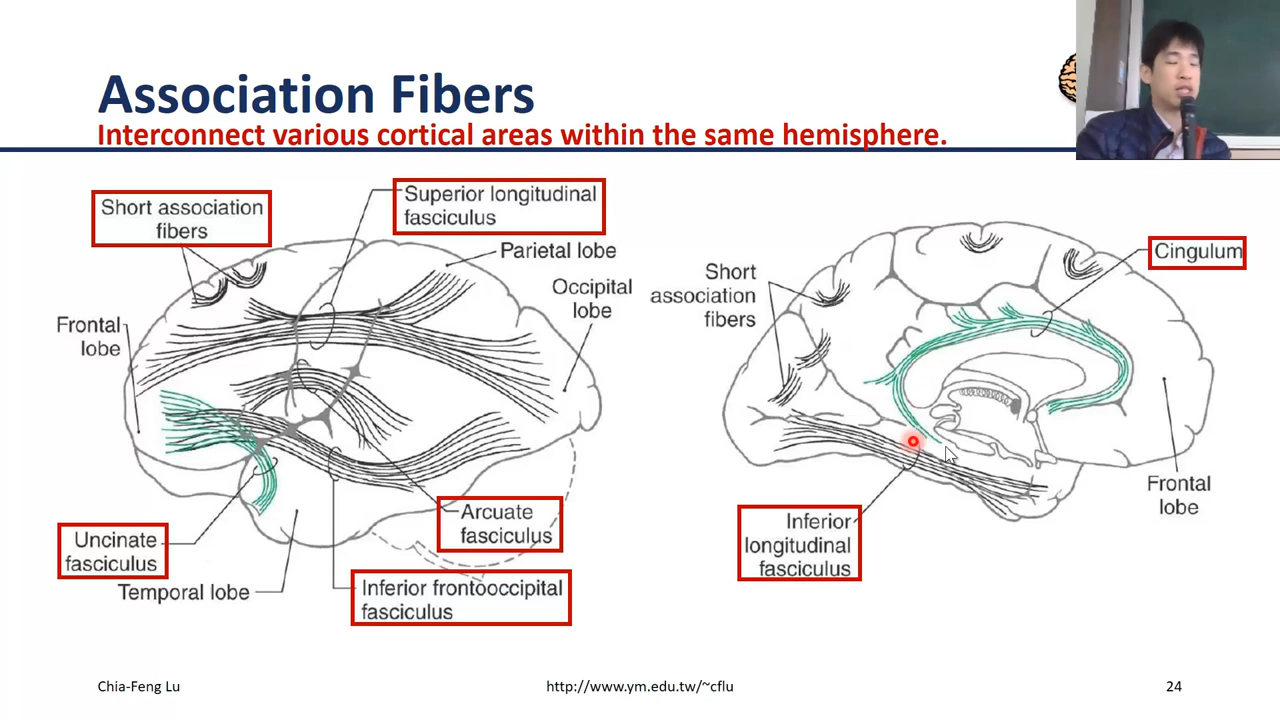 Association Fibers
Interconnect various cortical areas within the same hemisphere.
Short association
fibers
Superior longitudinal
fasciculus
Parietal lobe
Occipital
lobe
Frontal
lobe
Uncinate
fasciculus
Temporal lobe
Arcuate
fasciculus
Inferior frontooccipital
fasciculus
Short
association
fibers
Cingulum
Inferior
longitudinal
fasciculus
Frontal
lobe
Chia-Feng Lu
http://www.ym.edu.tw/~cflu
24